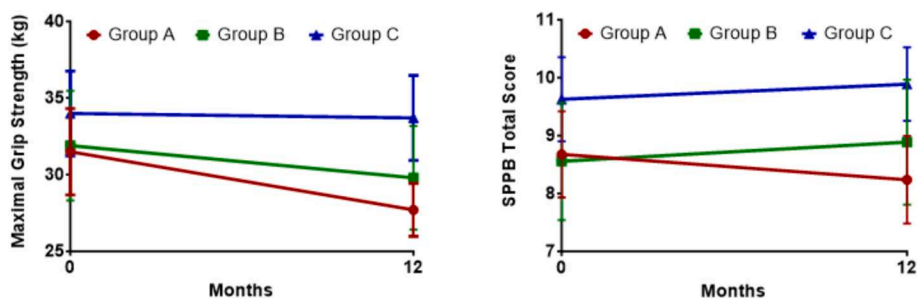 Maximal Grip Strength (kg)
40
35
30
25
Group A Group B Group C
0 12
Months
SPPB Total Score
11
10
9
8
7
Group A Group B Group C
0 12
Months